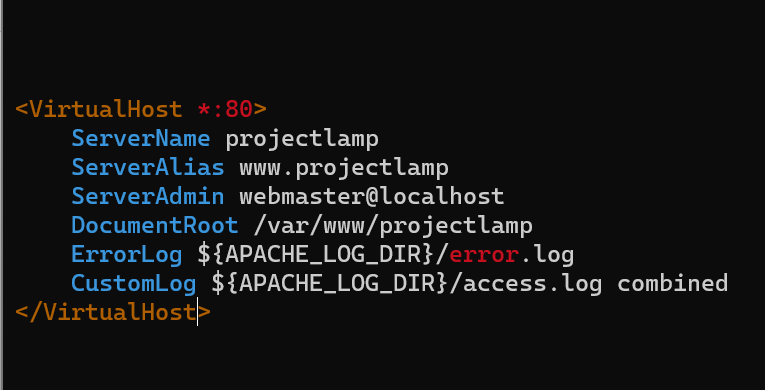 <VirtualHost *:80>
    ServerName projectlamp
    ServerAlias www.projectlamp
    ServerAdmin webmaster@localhost
    DocumentRoot /var/www/projectlamp
    ErrorLog ${APACHE_LOG_DIR}/error.log
    CustomLog ${APACHE_LOG_DIR}/access.log combined
</VirtualHost>